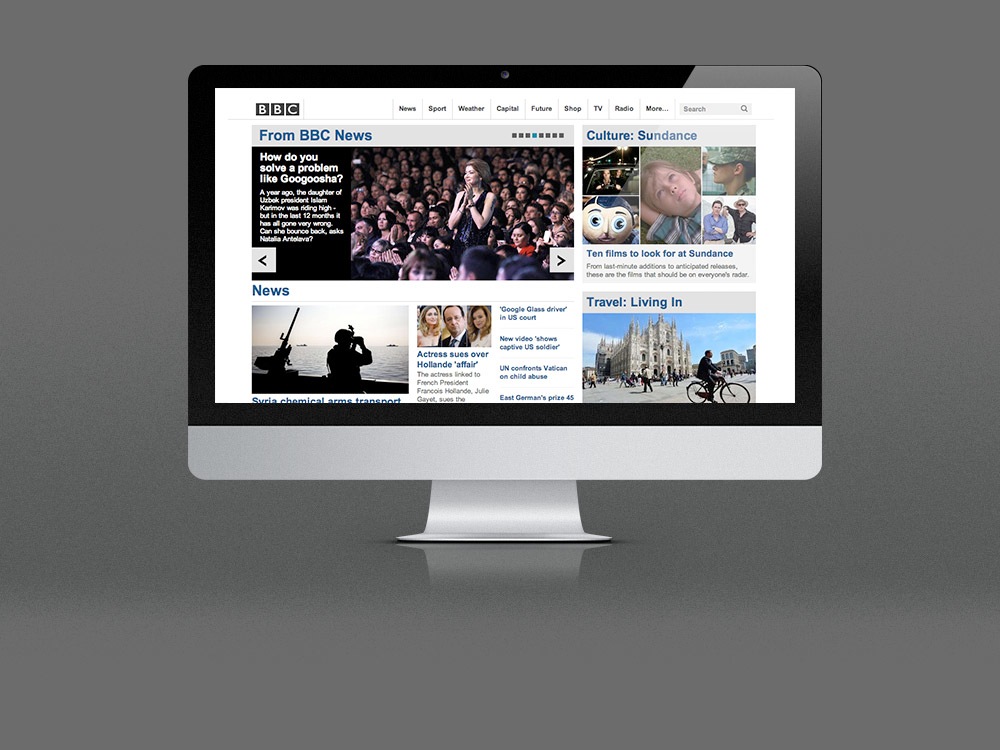 BBC
News Sport Weather Capital Future Shop TV Radio More... Search
From BBC News
How do you
solve a problem
like Googoosha?
A year ago, the daughter of
Uzbek president Islam
Karimov was riding high -
but in the last 12 months it
has all gone very wrong.
Can she bounce back, asks
Natalia Antelava?
News
Syria chemical arms transport
Actress sues over
Hollande 'affair'
The actress linked to
French President
Francois Hollande, Julie
Gayet, sues the
'Google Glass driver'
in US court
New video 'shows
captive US soldier'
UN confronts Vatican
on child abuse
East German's prize 45
Culture: Sundance
Ten films to look for at Sundance
From last-minute additions to anticipated releases,
these are the films that should be on everyone's radar.
Travel: Living In